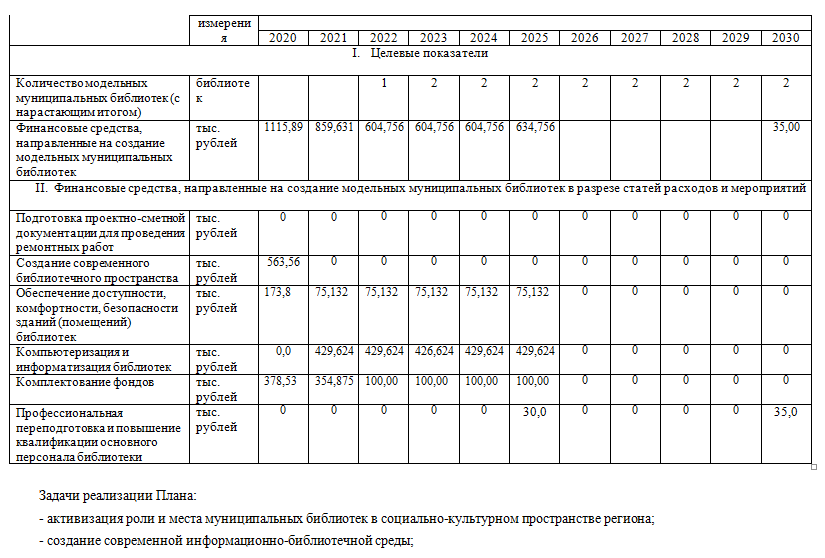 измерени
я 2020 2021 2022 2023 2024 2025 2026 2027 2028 2029 2030
I. Целевые показатели
Количество модельных библиоте 1 2 2 2 2 2 2 2 2
муниципальных библиотек (с к
нарастающим итогом)
Финансовые средства, тыс. 1115,89 859,631 604,756 604,756 604,756 634,756 35,00
направленные на создание рублей
модельных муниципальных
библиотек
II. Финансовые средства, направленные на создание модельных муниципальных библиотек в разрезе статей расходов и мероприятий
Подготовка проектно-сметной тыс. 0 0 0 0 0 0 0 0 0 0 0
документации для проведения рублей
ремонтных работ
Создание современного тыс. 563,56 0 0 0 0 0 0 0 0 0 0
библиотечного пространства рублей
Обеспечение доступности, тыс. 173,8 75,132 75,132 75,132 75,132 75,132 0 0 0 0 0
комфортности, безопасности рублей
зданий (помещений)
библиотек
Компьютеризация и тыс. 0,0 429,624 429,624 426,624 429,624 429,624 0 0 0 0 0
информатизация библиотек рублей
Комплектование фондов тыс. 378,53 354,875 100,00 100,00 100,00 100,00 0 0 0 0 0
рублей
Профессиональная тыс. 0 0 0 0 0 30,0 0 0 0 0 35,0
переподготовка и повышение рублей
квалификации основного
персонала библиотеки
Задачи реализации Плана:
- активизация роли и места муниципальных библиотек в социально-культурном пространстве региона;
- создание современной информационно-библиотечной среды;